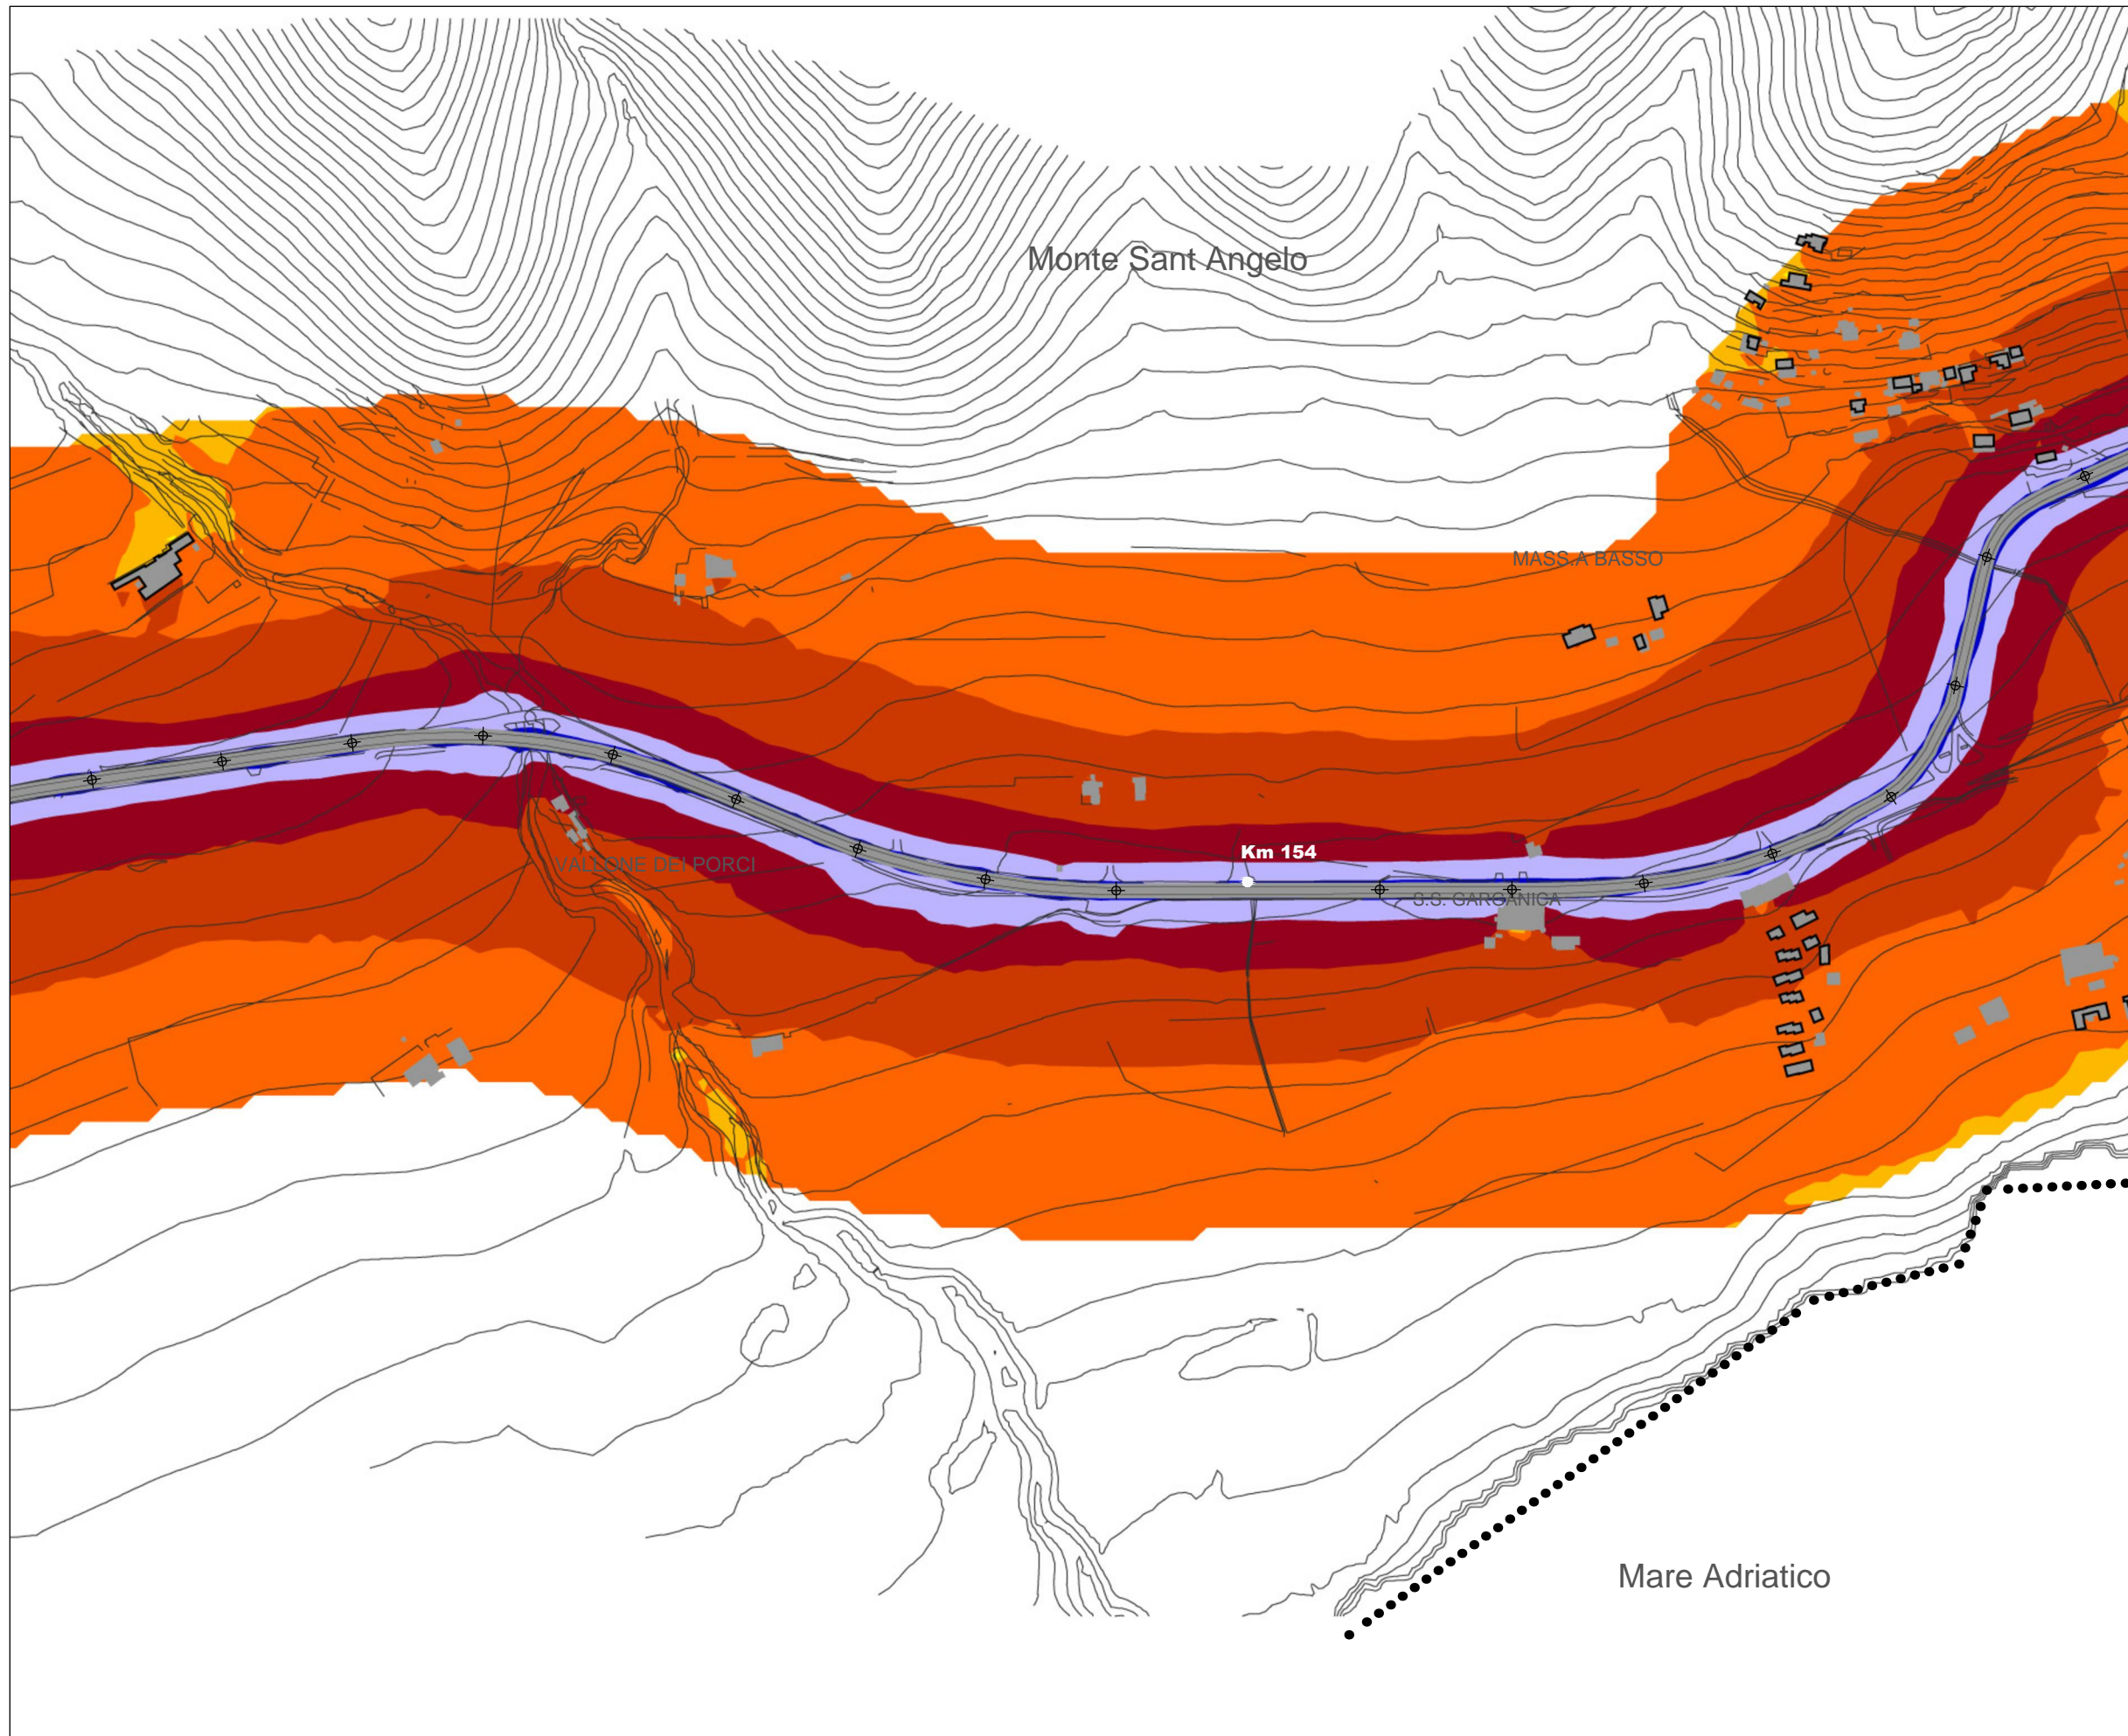 Monte Sant Angelo
MASS.A BASSO
Km 154
VALLONE DEI PORCI
S.S. GARGANICA
Mare Adriatico